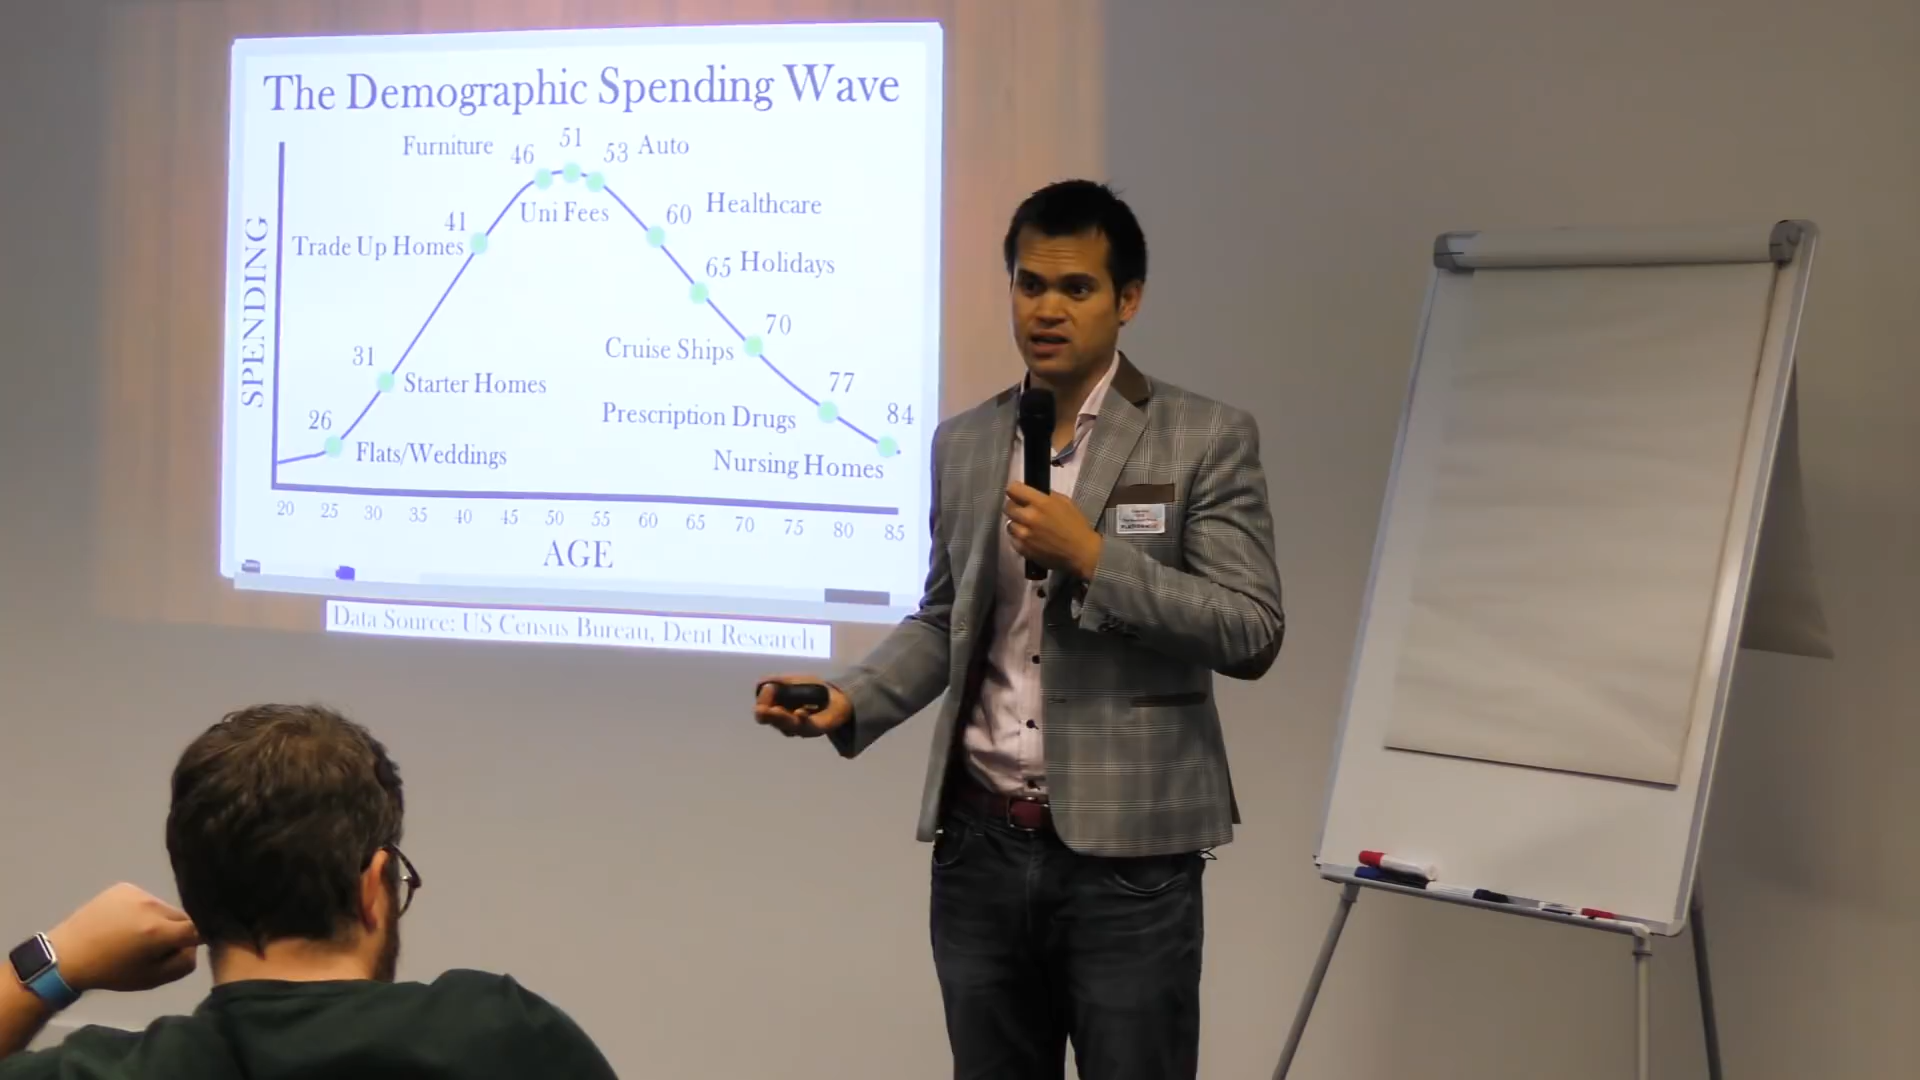 The Demographic Spending Wave
51
Furniture 46 53 Auto
60 Healthcare
Uni Fees
41
Trade Up Homes
65 Holidays
70
Cruise Ships
31
Starter Homes
77
26
Prescription Drugs
84
Flats/Weddings
Nursing Homes
SPENDING
20 25 30 35 40 45 50 55 60 65 70 75 80 85
AGE
Data Source: US Census Bureau, Dent Research